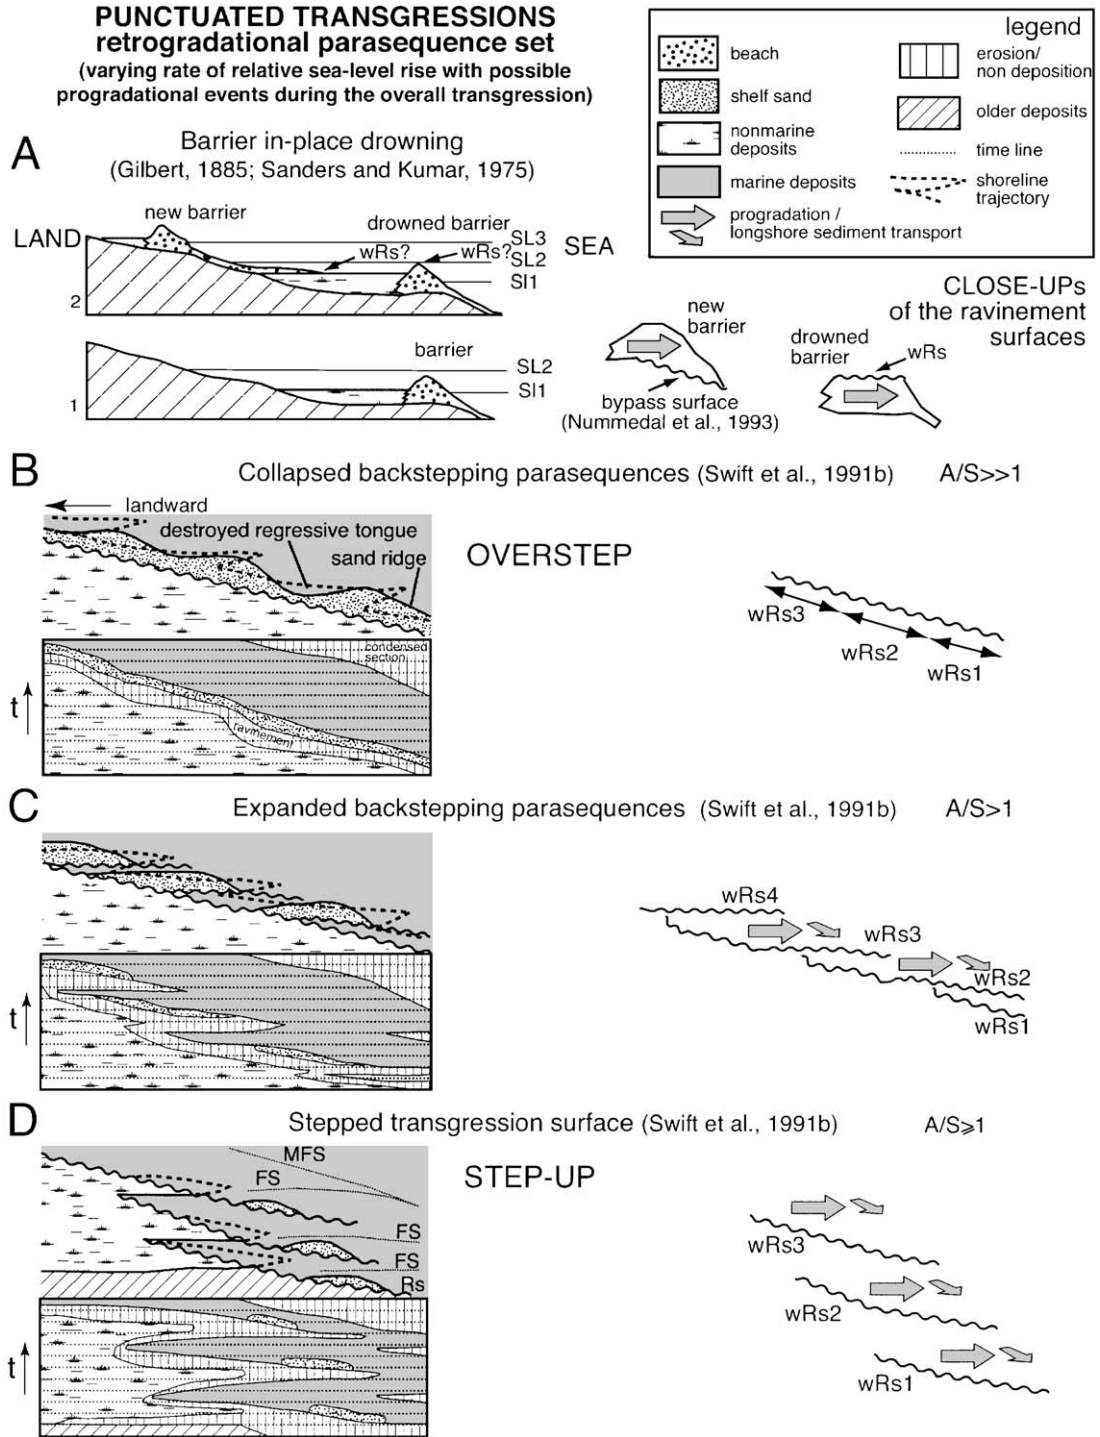 PUNCTUATED TRANSGRESSIONS
retrogradational parasequence set
(varying rate of relative sea-level rise with possible
progradational events during the overall transgression)
legend
beach
shelf sand
nonmarine
deposits
marine deposits
progradation /
longshore sediment transport
erosion/
non deposition
older deposits
time line
shoreline
trajectory
A
Barrier in-place drowning
(Gilbert, 1885; Sanders and Kumar, 1975)
new barrier
drowned barrier
LAND
SL3
SEA
wRs?
wRs?
SL2
Sl1
2
barrier
SL2
Sl1
1
CLOSE-UPs
of the ravinement
surfaces
new
barrier
drowned
barrier
wRs
bypass surface
(Nummedal et al., 1993)
B
Collapsed backstepping parasequences (Swift et al., 1991b)
A/S>>1
landward
destroyed regressive tongue
sand ridge
OVERSTEP
condensed
section
ravinement
t
wRs3
wRs2
wRs1
C
Expanded backstepping parasequences (Swift et al., 1991b)
A/S>1
t
wRs4
wRs3
wRs2
wRs1
D
Stepped transgression surface (Swift et al., 1991b)
A/S⩾1
MFS
FS
FS
FS
Rs
STEP-UP
t
wRs3
wRs2
wRs1